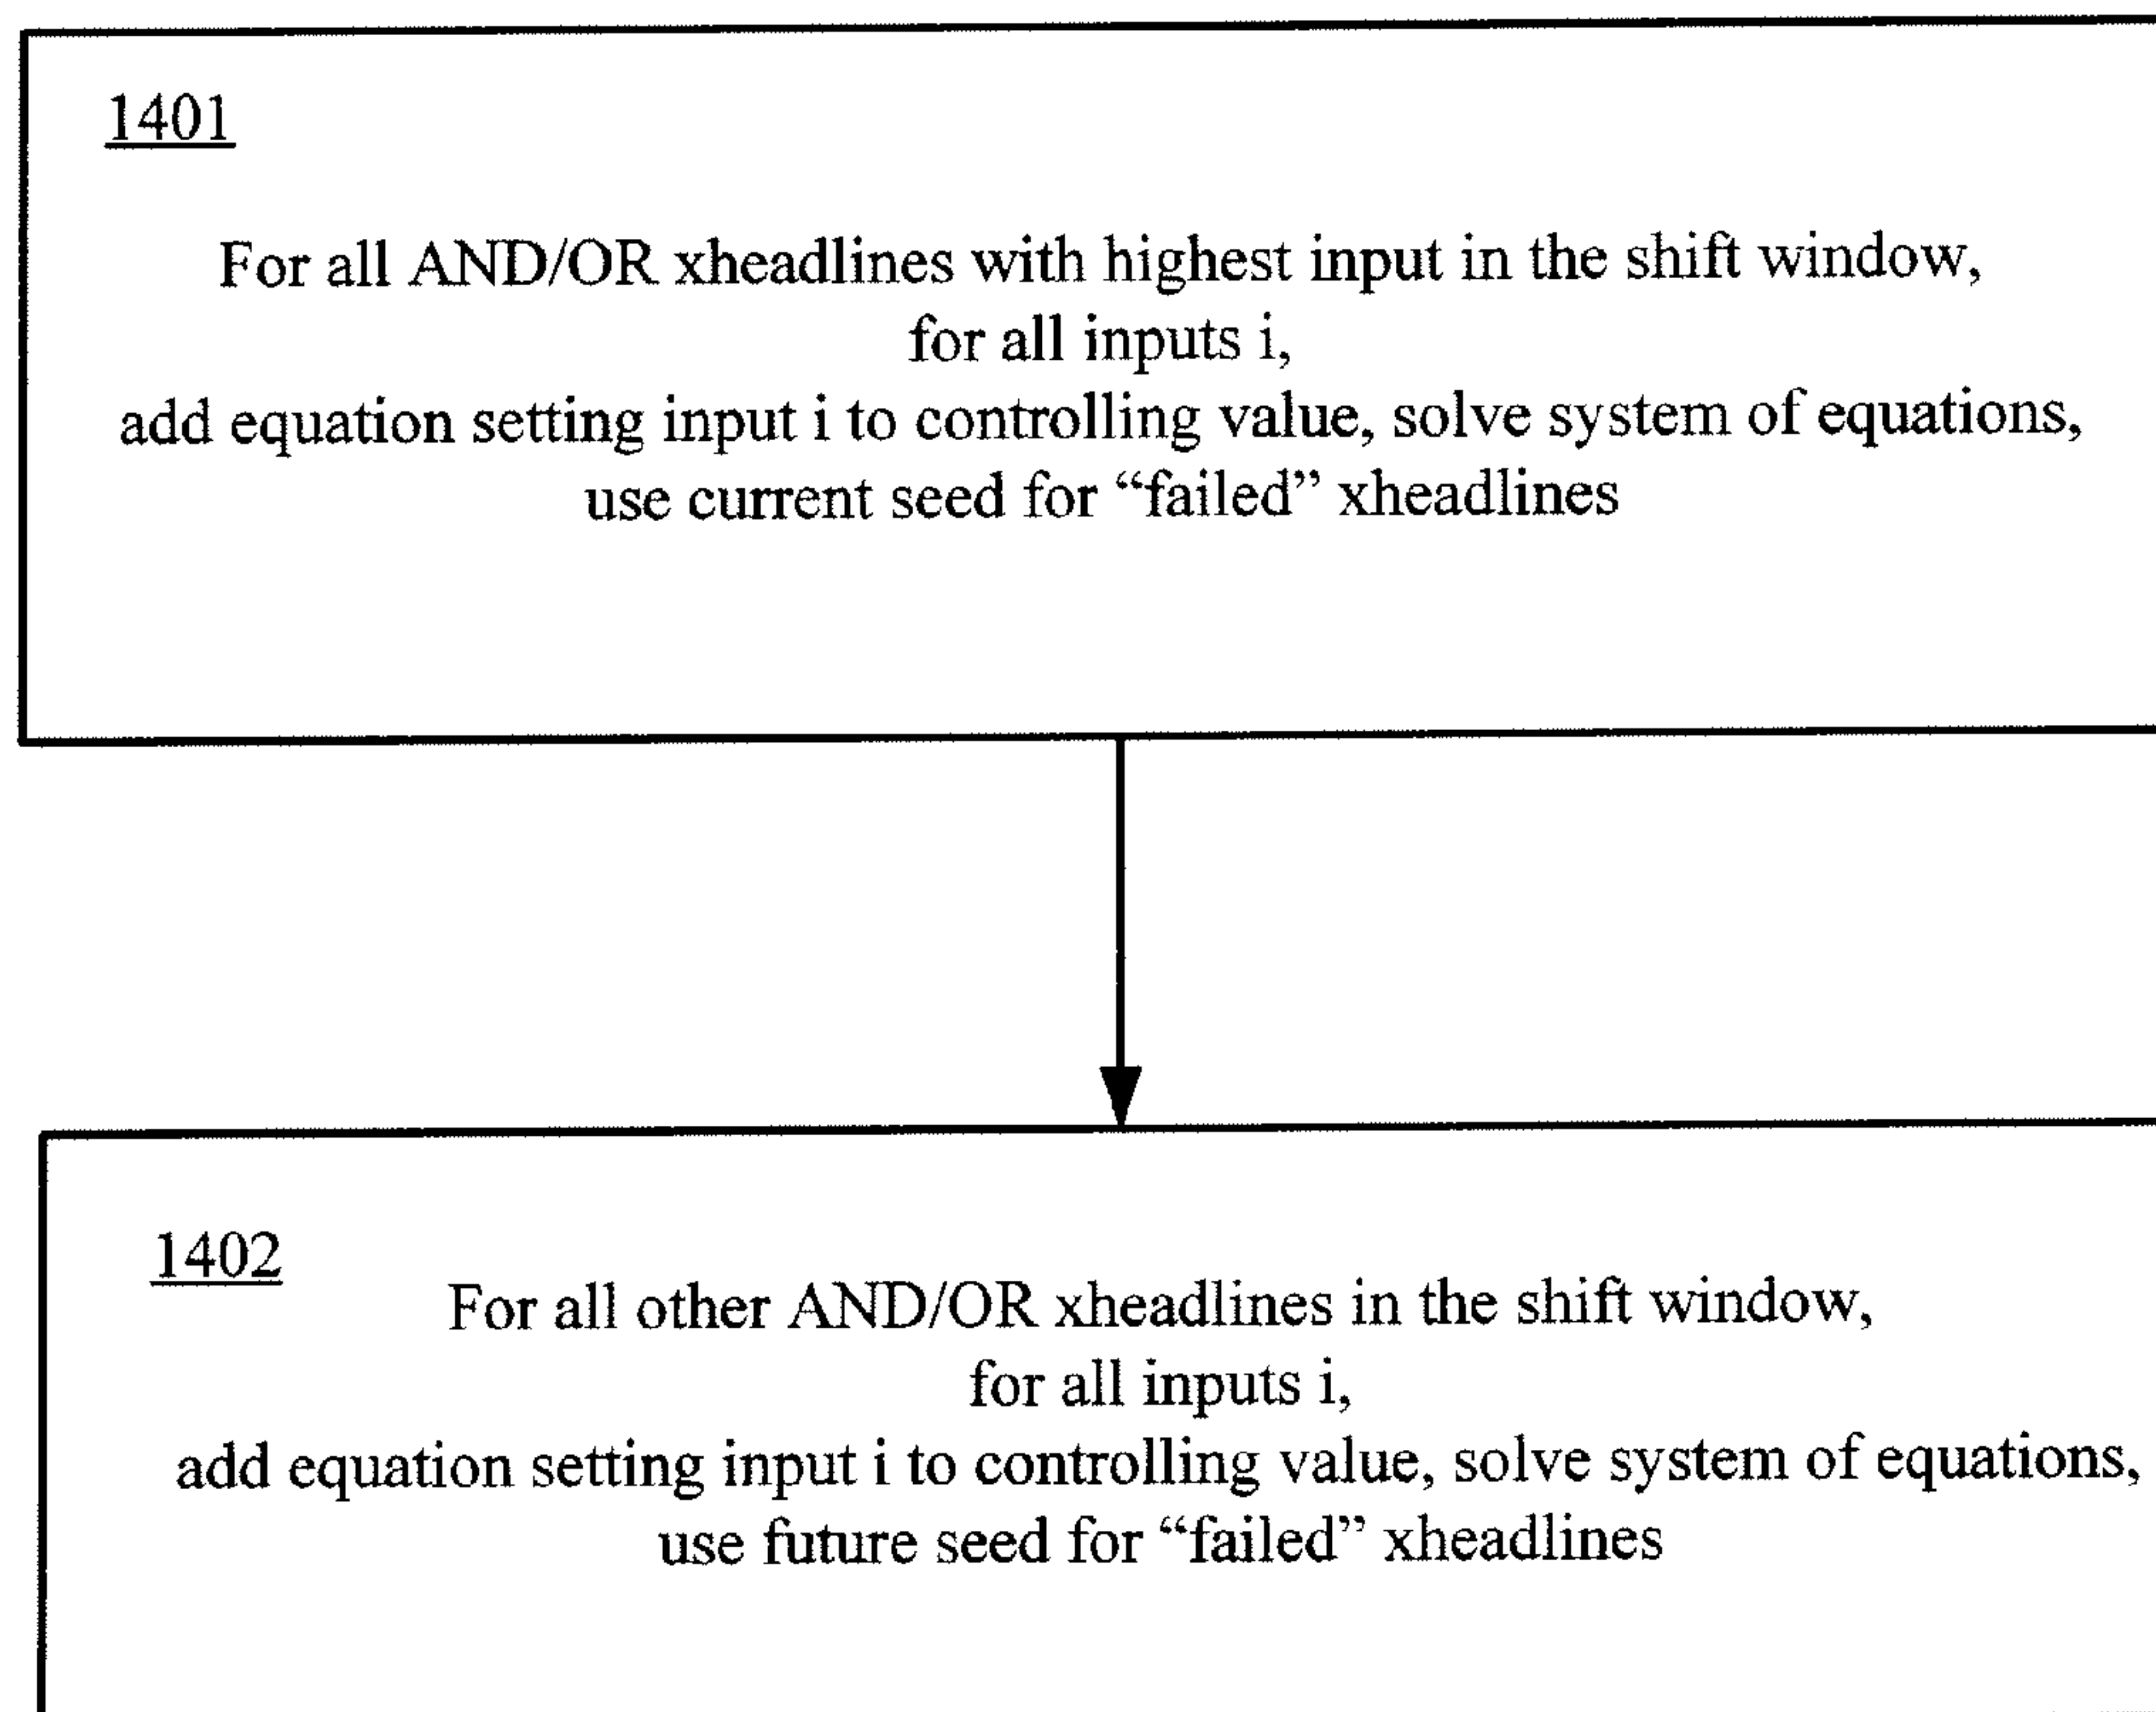 1401
For all AND/OR xheadlines with highest input in the shift window,
for all inputs i,
add equation setting input i to controlling value, solve system of equations,
use current seed for “failed” xheadlines
1402
For all other AND/OR xheadlines in the shift window,
for all inputs i,
add equation setting input i to controlling value, solve system of equations,
use future seed for “failed” xheadlines